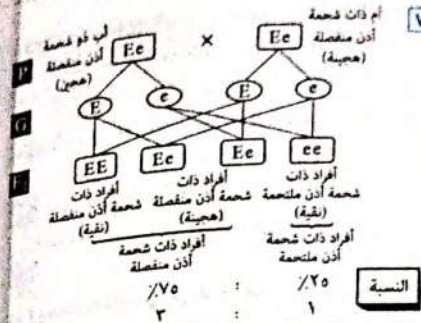 ٧
أب ذو شحمة
أذن منفصلة
(هجين)
Ee
×
Ee
أم ذات شحمة
أذن منفصلة
(هجينة)
P
E
e
E
e
G
EE
Ee
Ee
ee
F₁
أفراد ذات
شحمة أذن منفصلة
(نقية)
أفراد ذات
شحمة أذن منفصلة
(هجينة)
أفراد ذات
شحمة أذن ملتحمة
(نقية)
أفراد ذات شحمة
أذن منفصلة
أفراد ذات شحمة
أذن ملتحمة
النسبة
٪٧٥ : ٪٢٥
٣ : ١